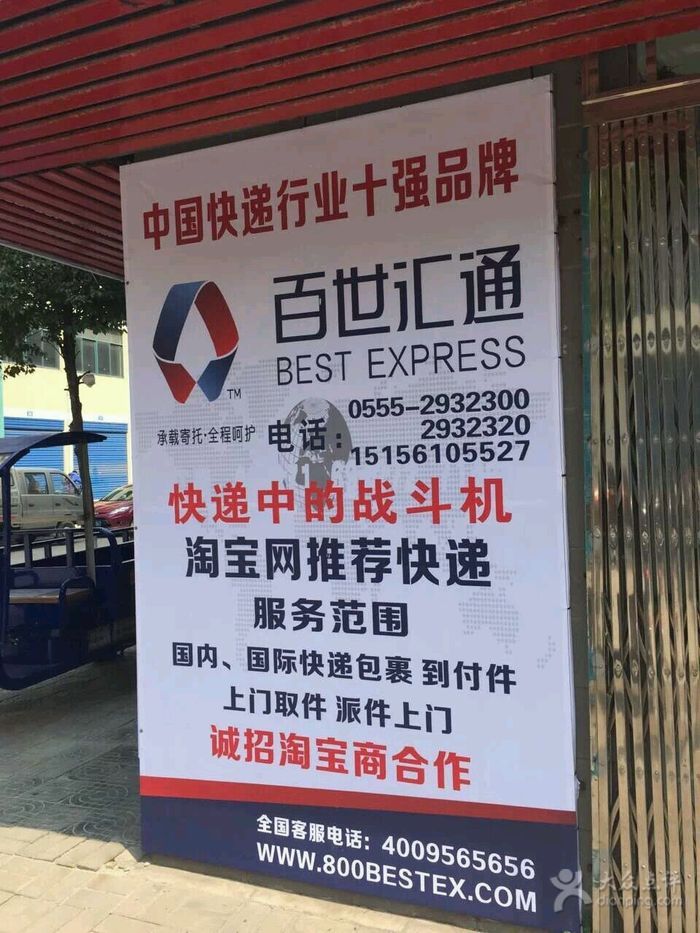 中国快递行业十强品牌
百世汇通
BEST EXPRESS
TM
承载寄托·全程呵护
电话：
0555-2932300
2932320
15156105527
快递中的战斗机
淘宝网推荐快递
服务范围
国内、国际快递包裹 到付件
上门取件 派件上门
诚招淘宝商合作
全国客服电话：4009565656
WWW.800BESTEX.COM
大众点评
dianping.com